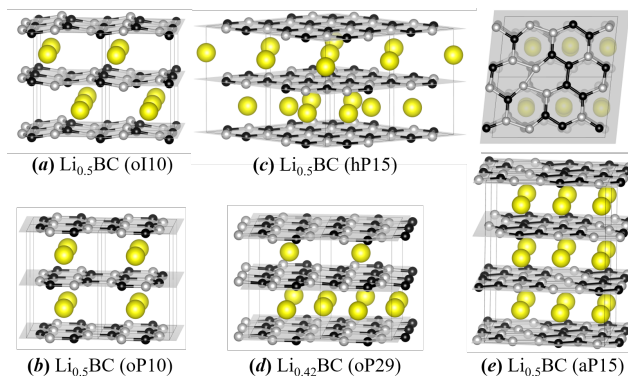 (a) Li0.5BC (oI10)
(c) Li0.5BC (hP15)
(b) Li0.5BC (oP10)
(d) Li0.42BC (oP29)
(e) Li0.5BC (aP15)